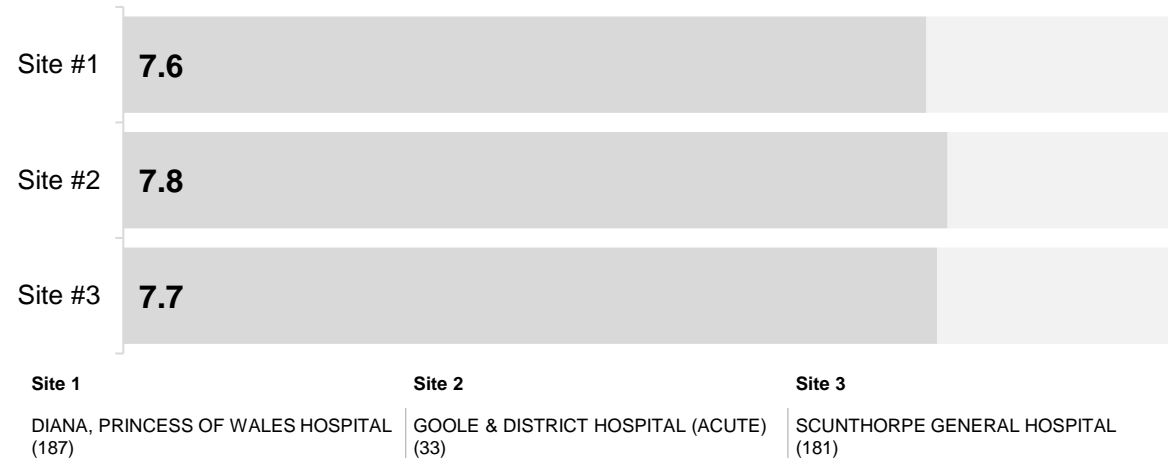 Site #1
7.6
Site #2
7.8
Site #3
7.7
Site 1
DIANA, PRINCESS OF WALES HOSPITAL
(187)
Site 2
GOOLE & DISTRICT HOSPITAL (ACUTE)
(33)
Site 3
SCUNTHORPE GENERAL HOSPITAL
(181)